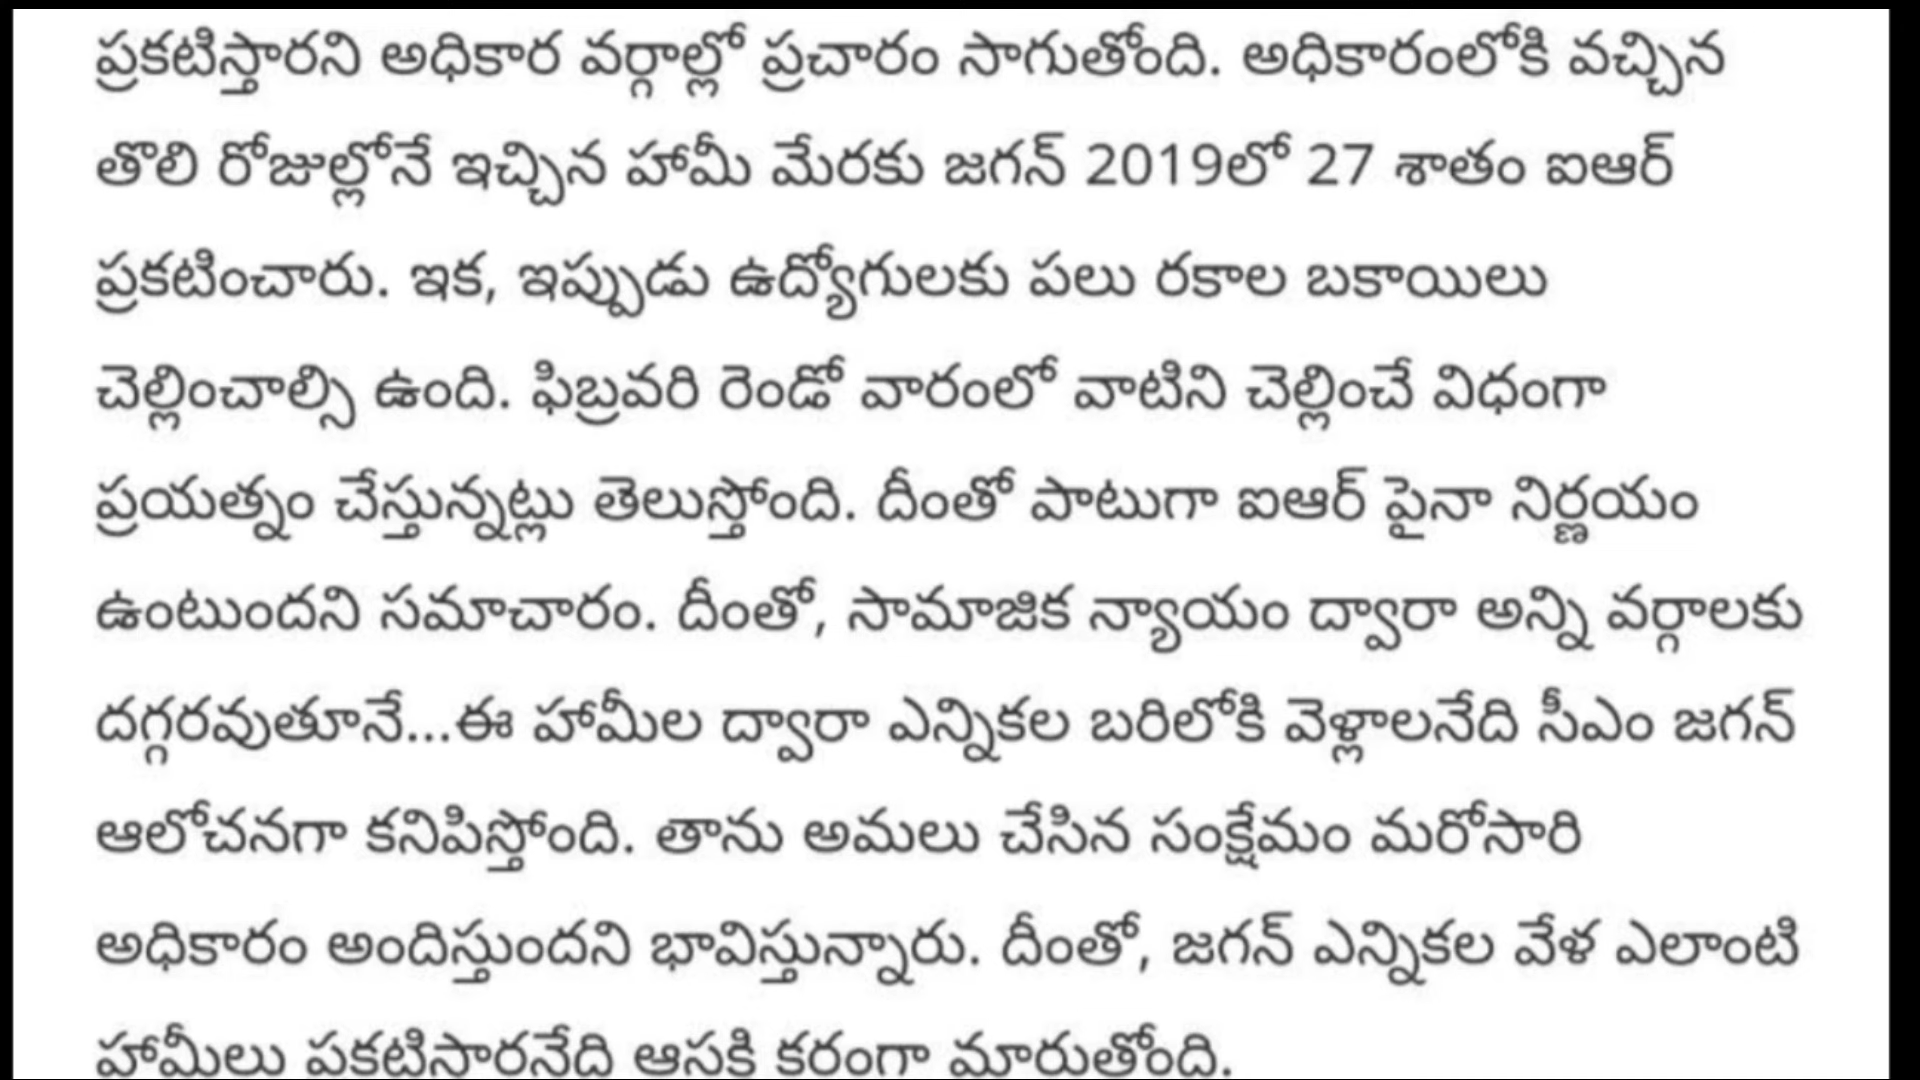 ప్రకటిస్తారని అధికార వర్గాల్లో ప్రచారం సాగుతోంది. అధికారంలోకి వచ్చిన
తొలి రోజుల్లోనే ఇచ్చిన హామీ మేరకు జగన్ 2019లో 27 శాతం ఐఆర్
ప్రకటించారు. ఇక, ఇప్పుడు ఉద్యోగులకు పలు రకాల బకాయిలు
చెల్లించాల్సి ఉంది. ఫిబ్రవరి రెండో వారంలో వాటిని చెల్లించే విధంగా
ప్రయత్నం చేస్తున్నట్లు తెలుస్తోంది. దీంతో పాటుగా ఐఆర్ పైనా నిర్ణయం
ఉంటుందని సమాచారం. దీంతో, సామాజిక న్యాయం ద్వారా అన్ని వర్గాలకు
దగ్గరవుతూనే...ఈ హామీల ద్వారా ఎన్నికల బరిలోకి వెళ్లాలనేది సీఎం జగన్
ఆలోచనగా కనిపిస్తోంది. తాను అమలు చేసిన సంక్షేమం మరోసారి
అధికారం అందిస్తుందని భావిస్తున్నారు. దీంతో, జగన్ ఎన్నికల వేళ ఎలాంటి
హామీలు ప్రకటిస్తారనేది ఆసక్తి కరంగా మారుతోంది.